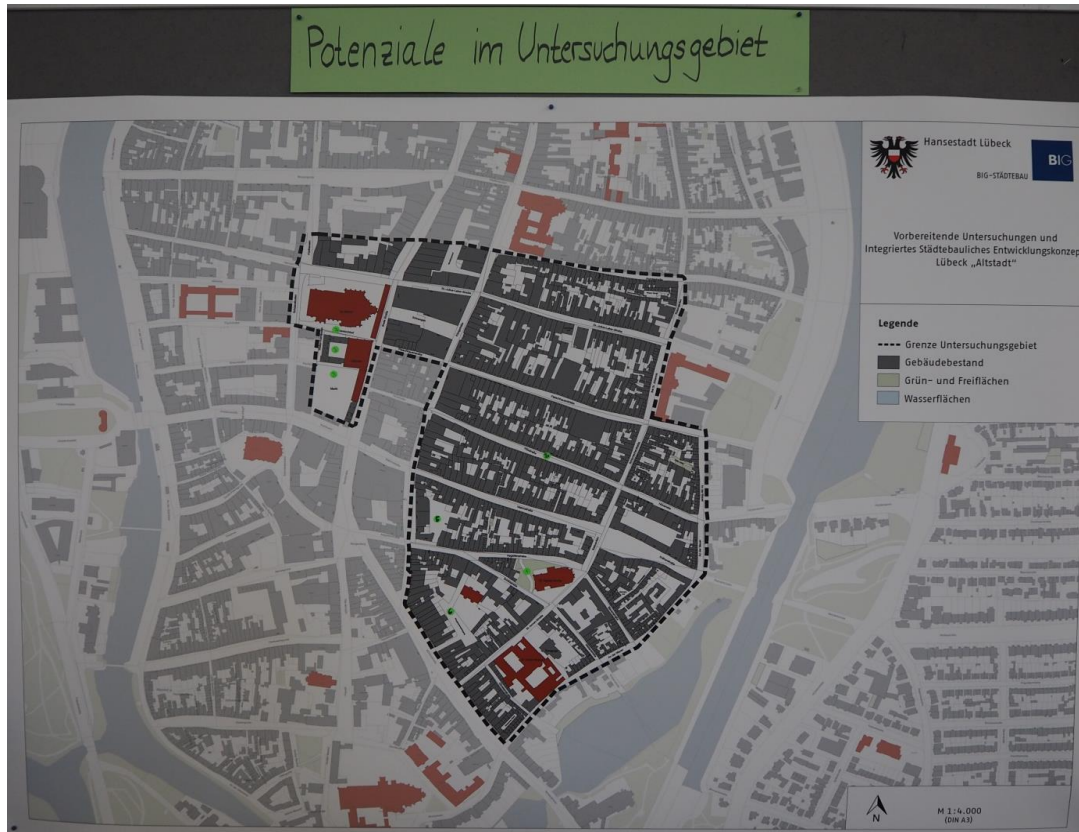 Potenziale im Untersuchungsgebiet
Hansestadt Lübeck
BIG
BIG-STÄDTEBAU
Vorbereitende Untersuchungen und
Integriertes Städtebauliches Entwicklungskonzep
Lübeck „Altstadt"
Legende
Grenze Untersuchungsgebiet
Gebäudebestand
Grün- und Freiflächen
Wasserflächen
N
M 1:4.000
(DIN A3)